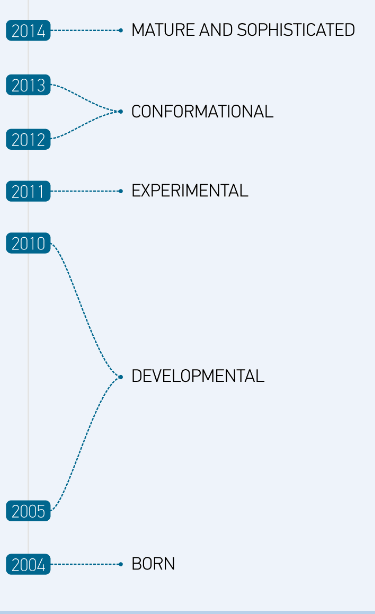 2014 MATURE AND SOPHISTICATED
2013
CONFORMATIONAL
2012
2011 EXPERIMENTAL
2010
DEVELOPMENTAL
2005
2004 BORN